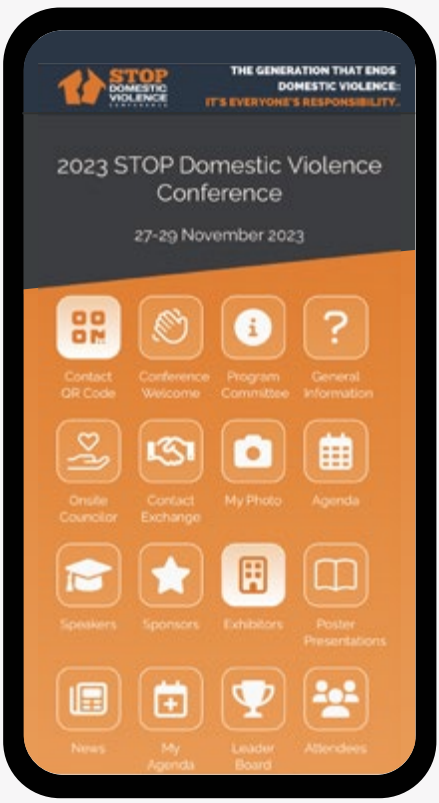 STOP
DOMESTIC
VIOLENCE
CONFERENCE
THE GENERATION THAT ENDS
DOMESTIC VIOLENCE:
IT'S EVERYONE'S RESPONSIBILITY.
2023 STOP Domestic Violence
Conference
27-29 November 2023
Contact
QR Code
Conference
Welcome
Program
Committee
General
Information
Onsite
Councilor
Contact
Exchange
My Photo
Agenda
Speakers
Sponsors
Exhibitors
Poster
Presentations
News
My
Agenda
Leader
Board
Attendees